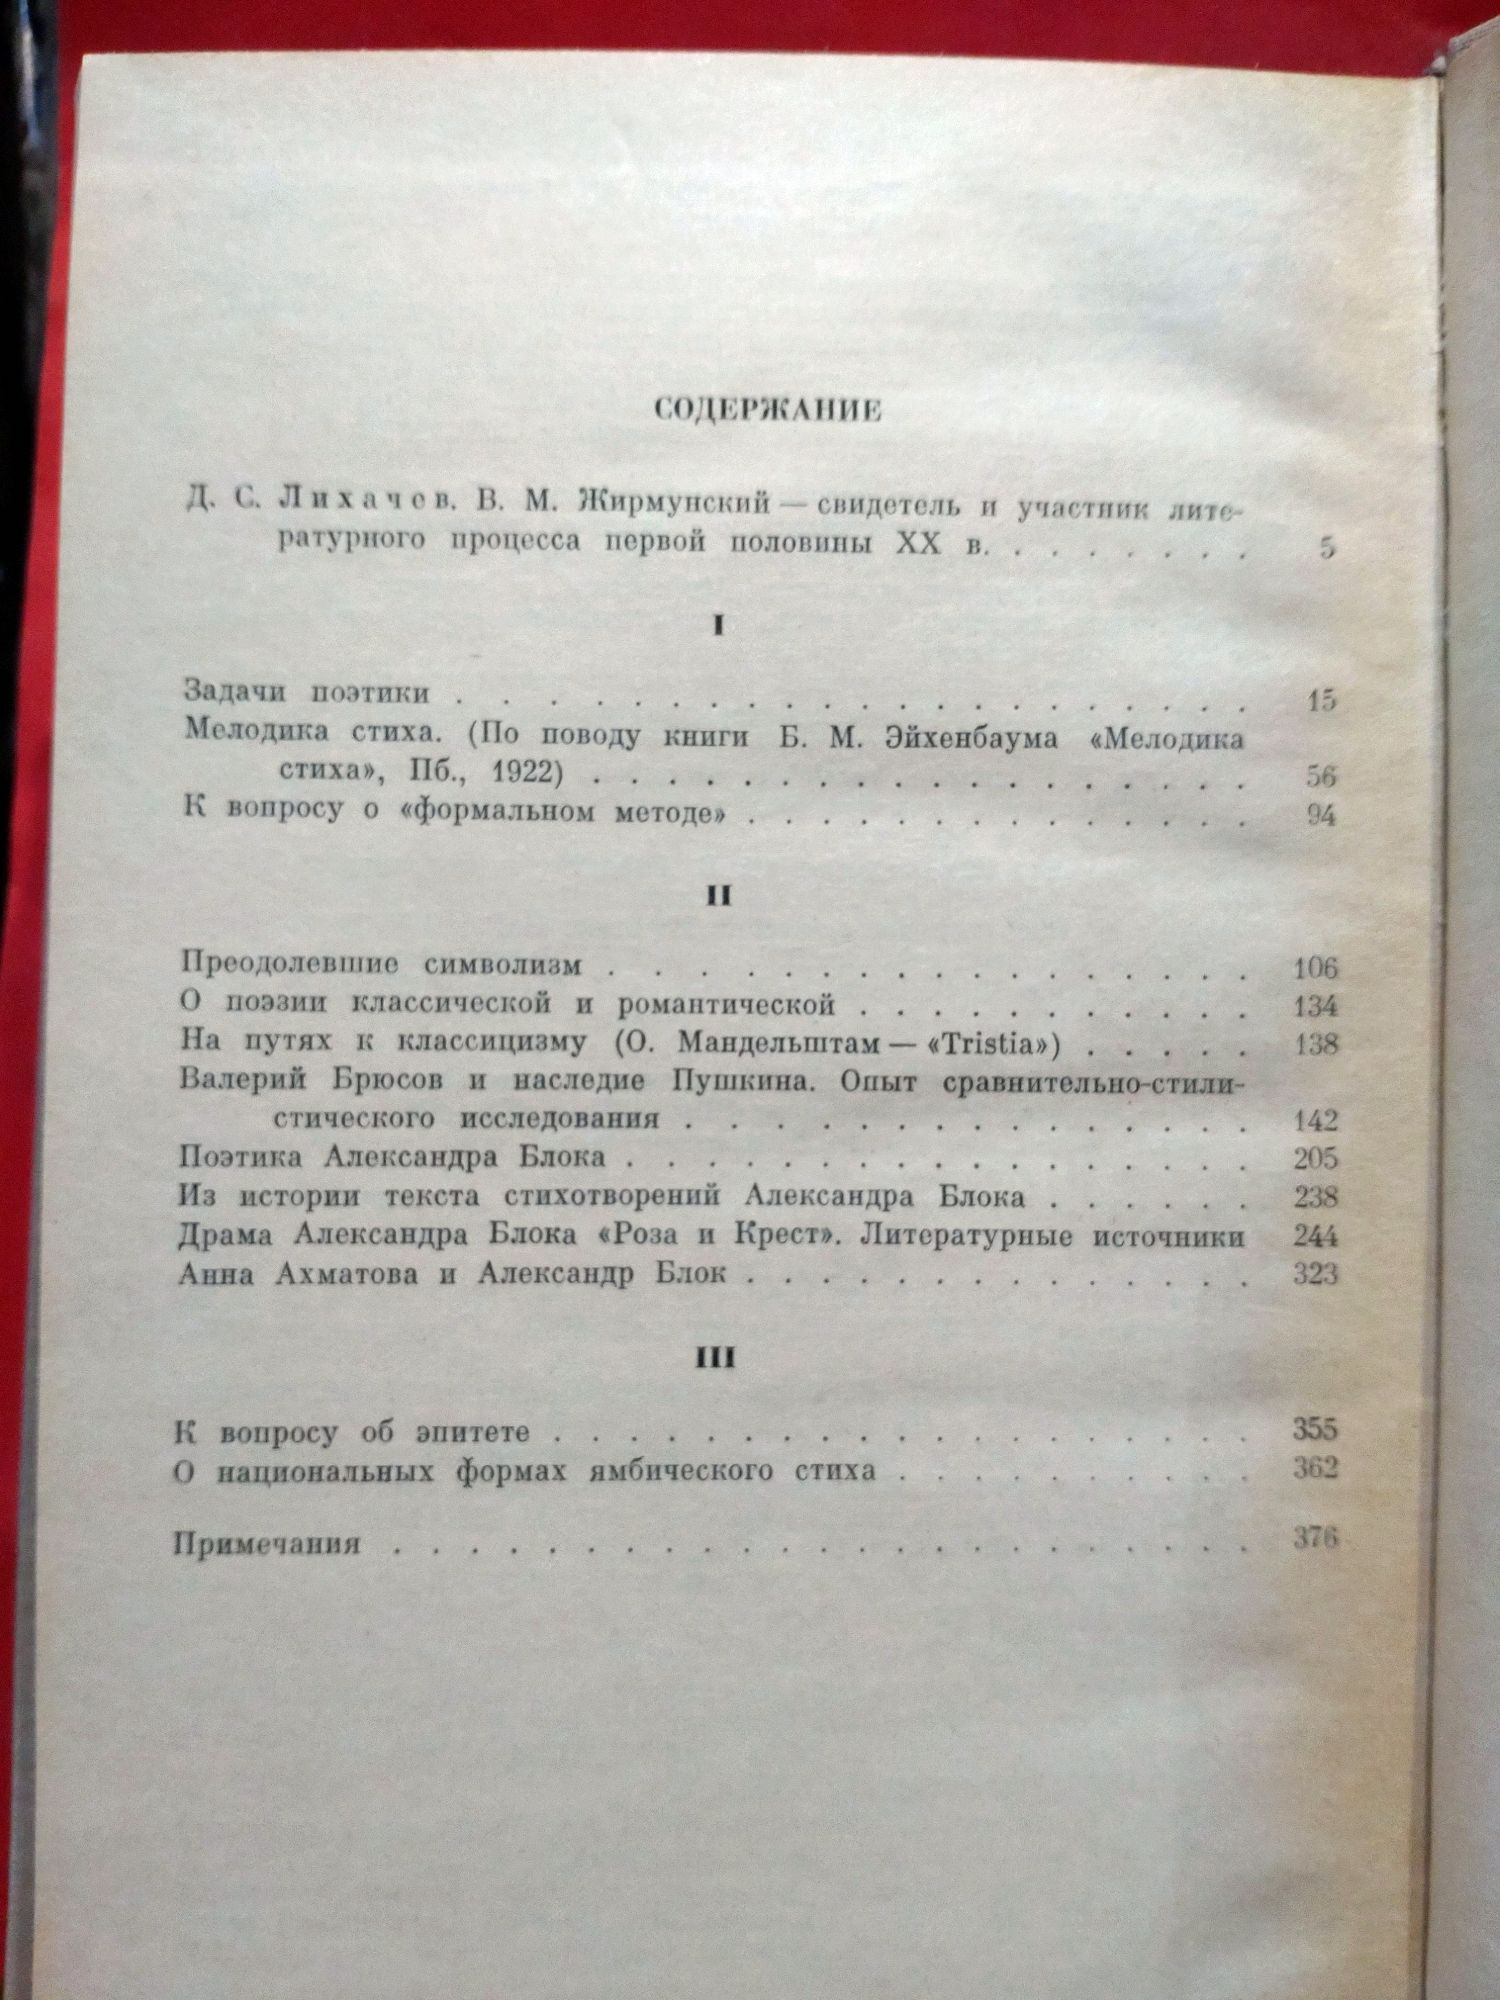 СОДЕРЖАНИЕ
Д. С. Лихачев. В. М. Жирмунский — свидетель и участник лите-
ратурного процесса первой половины XX в. . . . . . . . 5
I
Задачи поэтики . . . . . . . . . . . . . . . . . . . . . 15
Мелодика стиха. (По поводу книги Б. М. Эйхенбаума «Мелодика
стиха», Пб., 1922) . . . . . . . . . . . . . . . . . . 56
К вопросу о «формальном методе» . . . . . . . . . . . . . . 94
II
Преодолевшие символизм . . . . . . . . . . . . . . . . . 106
О поэзии классической и романтической . . . . . . . . . . . 134
На путях к классицизму (О. Мандельштам — «Tristia») . . . . . 138
Валерий Брюсов и наследие Пушкина. Опыт сравнительно-стили-
стического исследования . . . . . . . . . . . . . . . 142
Поэтика Александра Блока . . . . . . . . . . . . . . . . . 205
Из истории текста стихотворений Александра Блока . . . . . . 238
Драма Александра Блока «Роза и Крест». Литературные источники 244
Анна Ахматова и Александр Блок . . . . . . . . . . . . . . 323
III
К вопросу об эпитете . . . . . . . . . . . . . . . . . . . 355
О национальных формах ямбического стиха . . . . . . . . . . 362
Примечания . . . . . . . . . . . . . . . . . . . . . . . 376